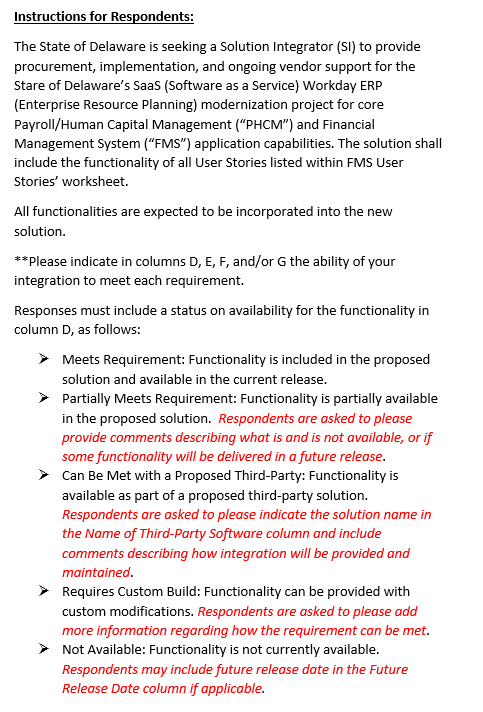 Instructions for Respondents:
The State of Delaware is seeking a Solution Integrator (SI) to provide
procurement, implementation, and ongoing vendor support for the
Stare of Delaware's SaaS (Software as a Service) Workday ERP
(Enterprise Resource Planning) modernization project for core
Payroll/Human Capital Management (“PHCM”) and Financial
Management System (“FMS”) application capabilities. The solution shall
include the functionality of all User Stories listed within FMS User
Stories’ worksheet.
All functionalities are expected to be incorporated into the new
solution.
**Please indicate in columns D, E, F, and/or G the ability of your
integration to meet each requirement.
Responses must include a status on availability for the functionality in
column D, as follows:
➢ Meets Requirement: Functionality is included in the proposed
solution and available in the current release.
➢ Partially Meets Requirement: Functionality is partially available
in the proposed solution. Respondents are asked to please
provide comments describing what is and is not available, or if
some functionality will be delivered in a future release.
➢ Can Be Met with a Proposed Third-Party: Functionality is
available as part of a proposed third-party solution.
Respondents are asked to please indicate the solution name in
the Name of Third-Party Software column and include
comments describing how integration will be provided and
maintained.
➢ Requires Custom Build: Functionality can be provided with
custom modifications. Respondents are asked to please add
more information regarding how the requirement can be met.
➢ Not Available: Functionality is not currently available.
Respondents may include future release date in the Future
Release Date column if applicable.